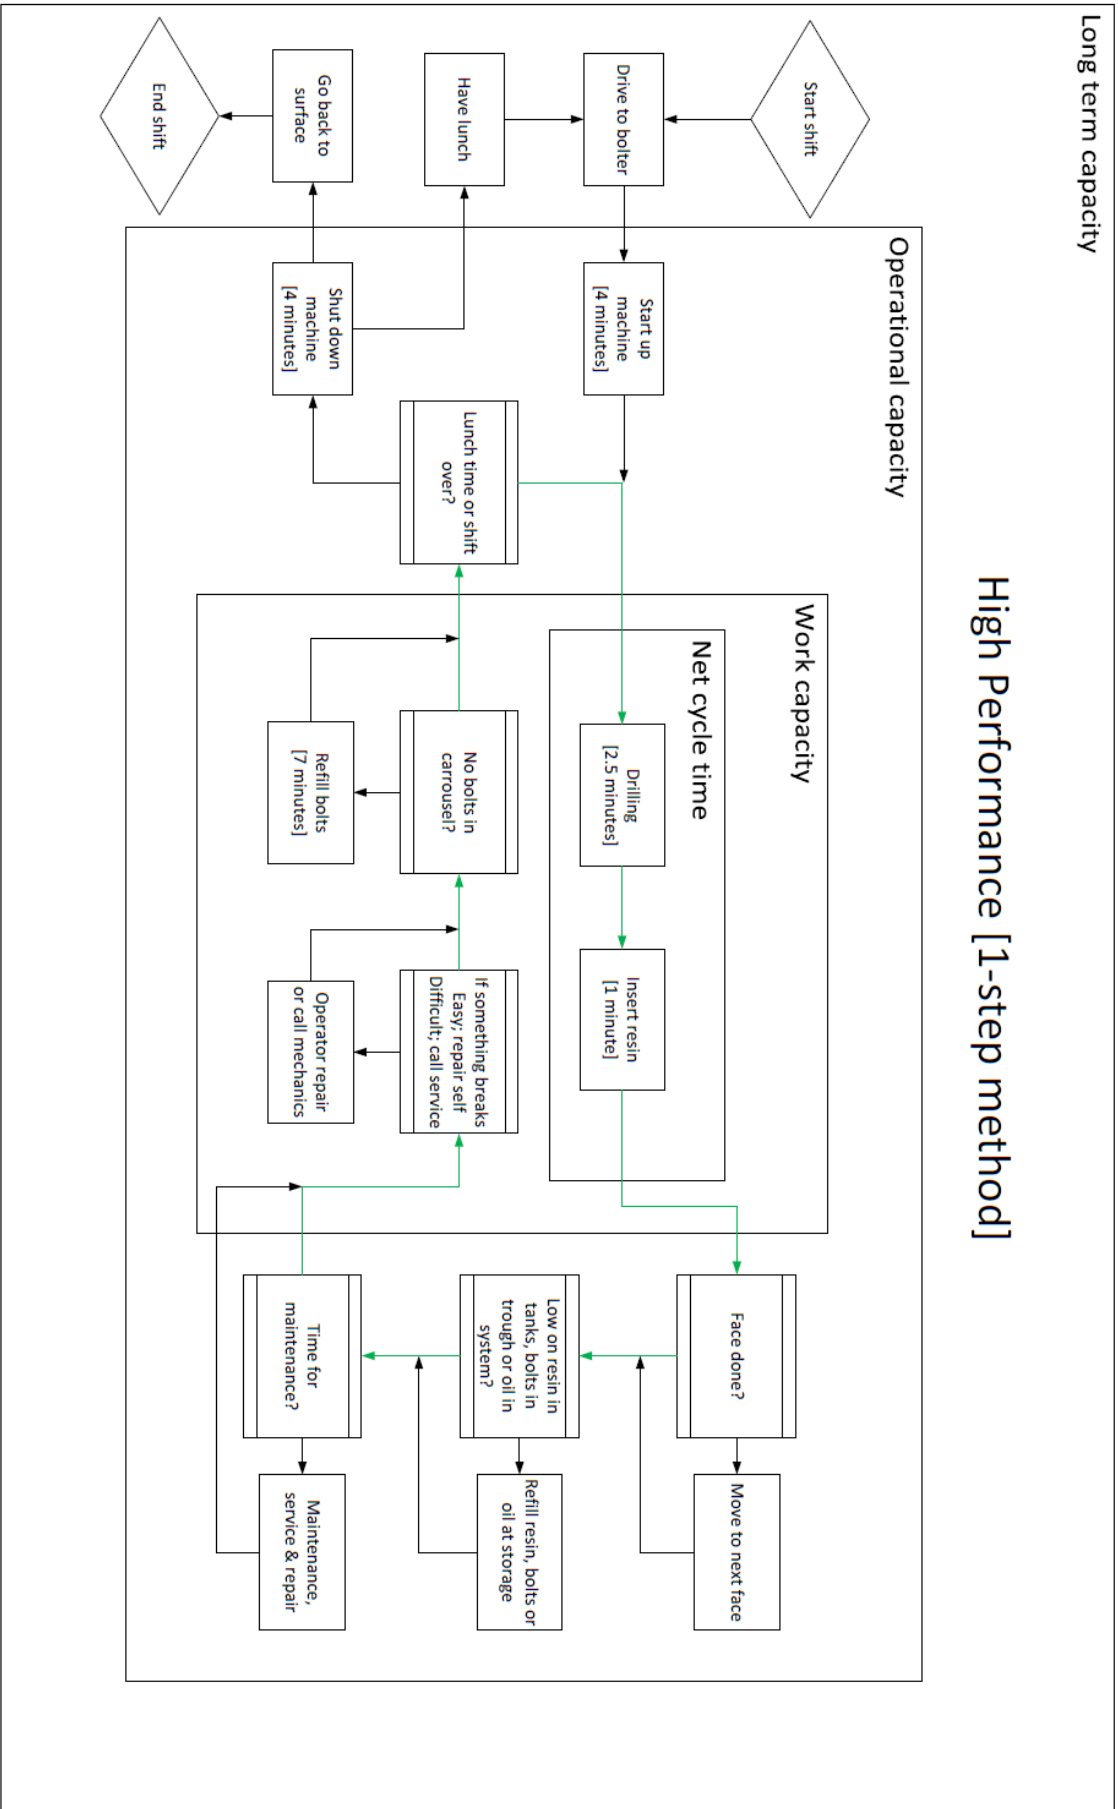 Long term capacity
High Performance [1-step method]
Operational capacity
Work capacity
Net cycle time
Start shift
Drive to bolter
Start up
machine
[4 minutes]
Drilling
[2.5 minutes]
Insert resin
[1 minute]
Face done?
Move to next face
Low on resin in
tanks, bolts in
trough or oil in
system?
Refill resin, bolts or
oil at storage
Time for
maintenance?
Maintenance,
service & repair
If something breaks
Easy; repair self
Difficult; call service
Operator repair
or call mechanics
No bolts in
carrousel?
Refill bolts
[7 minutes]
Lunch time or shift
over?
Shut down
machine
[4 minutes]
Have lunch
Go back to
surface
End shift